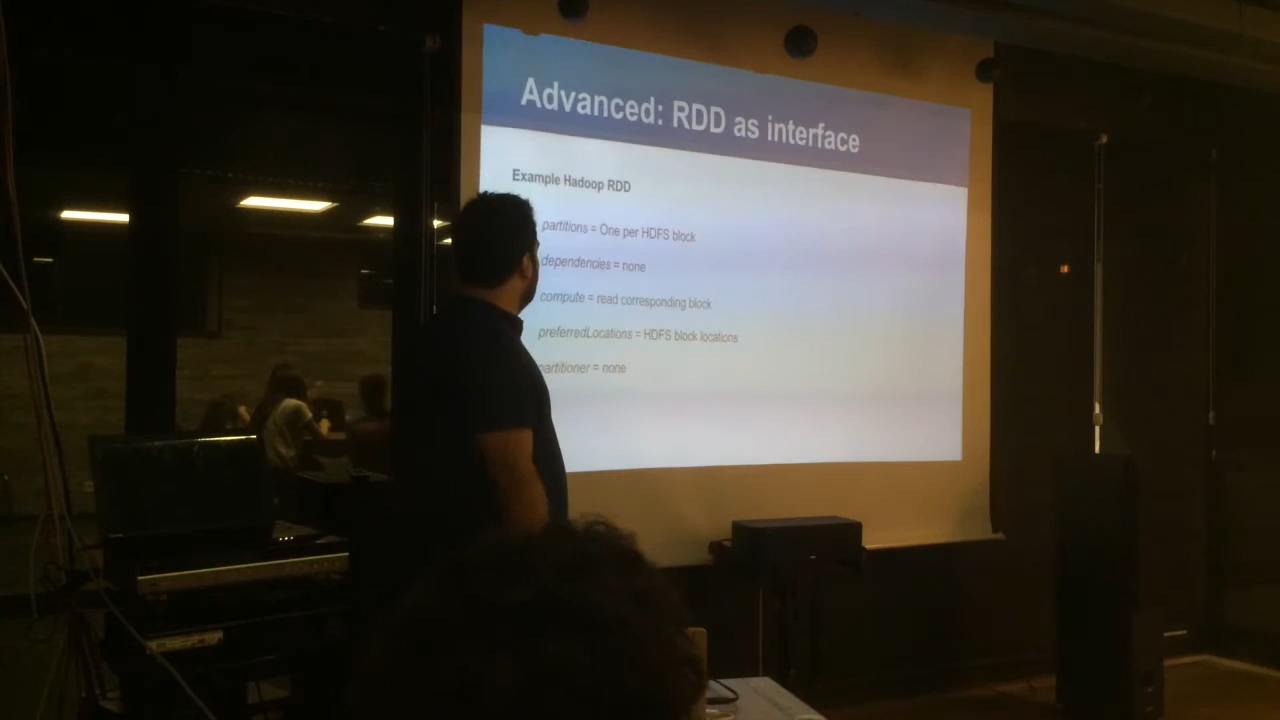 Advanced: RDD as interface
Example Hadoop RDD
partitions = One per HDFS block
dependencies = none
compute = read corresponding block
preferredLocations = HDFS block locations
partitioner = none